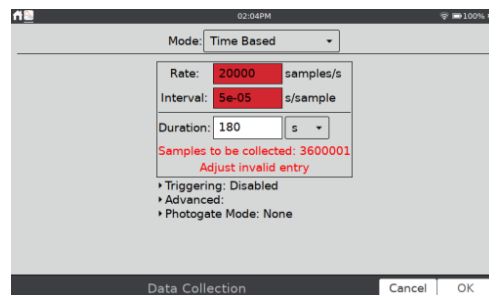 02:04PM 100%
Mode: Time Based
Rate: 20000 samples/s
Interval: 5e-05 s/sample
Duration: 180 s
Samples to be collected: 3600001
Adjust invalid entry
Triggering: Disabled
Advanced:
Photogate Mode: None
Data Collection Cancel OK